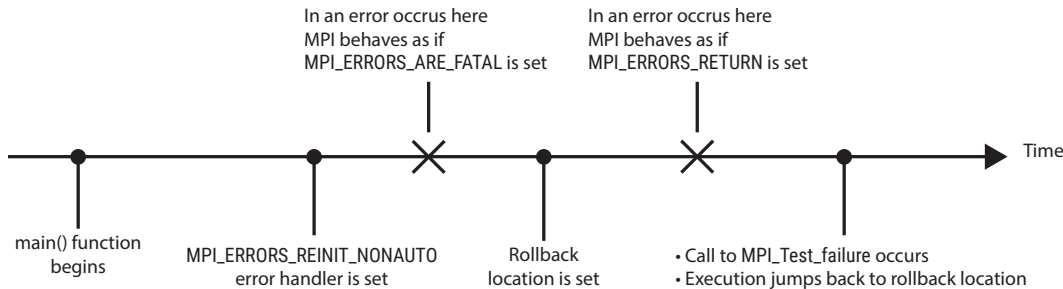 In an error occrus here
MPI behaves as if
MPI_ERRORS_ARE_FATAL is set
In an error occrus here
MPI behaves as if
MPI_ERRORS_RETURN is set
Time
main() function
begins
MPI_ERRORS_REINIT_NONAUTO
error handler is set
Rollback
location is set
• Call to MPI_Test_failure occurs
• Execution jumps back to rollback location